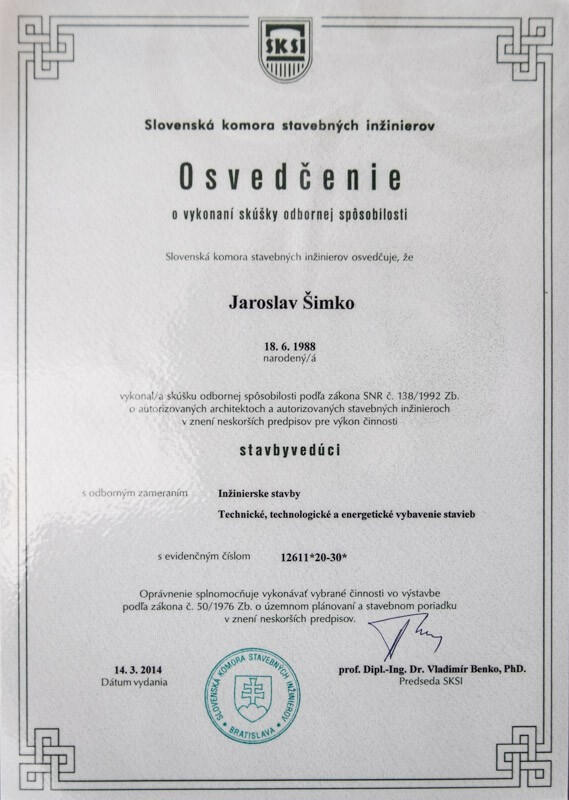 SKSI
Slovenská komora stavebných inžinierov
Osvedčenie
o vykonaní skúšky odbornej spôsobilosti
Slovenská komora stavebných inžinierov osvedčuje, že
Jaroslav Šimko
18. 6. 1988
narodený/á
vykonal/a skúšku odbornej spôsobilosti podľa zákona SNR č. 138/1992 Zb.
o autorizovaných architektoch a autorizovaných stavebných inžinieroch
v znení neskorších predpisov pre výkon činnosti
stavbyvedúci
s odborným zameraním Inžinierske stavby
Technické, technologické a energetické vybavenie stavieb
s evidenčným číslom 12611*20-30*
Oprávnenie splnomocňuje vykonávať vybrané činnosti vo výstavbe
podľa zákona č. 50/1976 Zb. o územnom plánovaní a stavebnom poriadku
v znení neskorších predpisov.
14. 3. 2014
Dátum vydania
SLOVENSKÁ KOMORA STAVEBNÝCH INŽINIEROV
• BRATISLAVA •
prof. Dipl.-Ing. Dr. Vladimír Benko, PhD.
Predseda SKSI